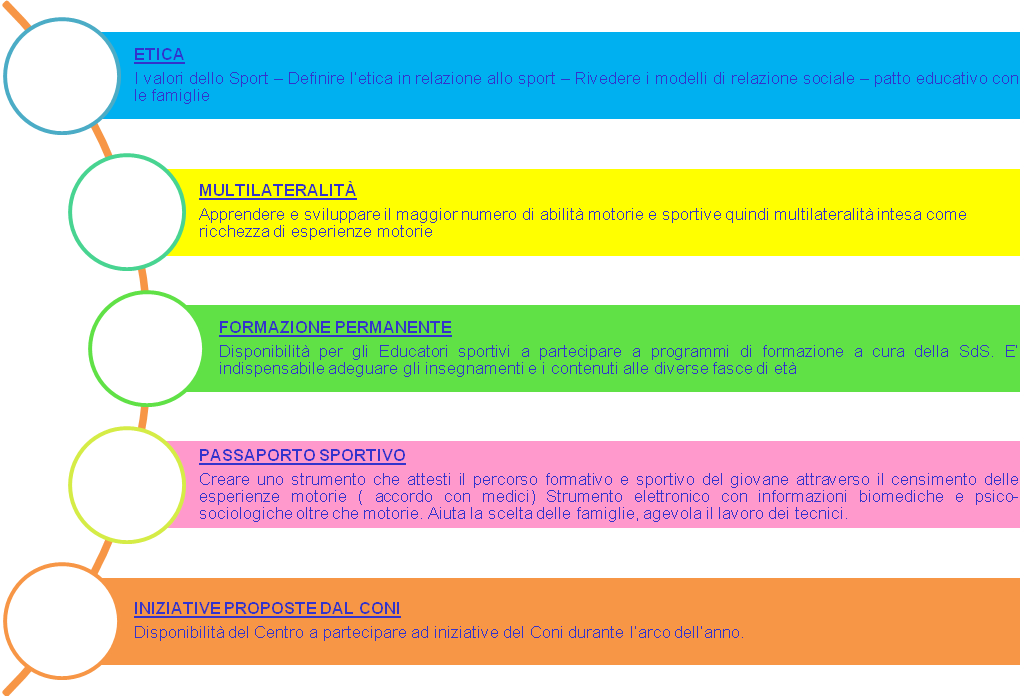 ETICA
I valori dello Sport – Definire l'etica in relazione allo sport – Rivedere i modelli di relazione sociale – patto educativo con
le famiglie
MULTILATERALITÀ
Apprendere e sviluppare il maggior numero di abilità motorie e sportive quindi multilateralità intesa come
ricchezza di esperienze motorie
FORMAZIONE PERMANENTE
Disponibilità per gli Educatori sportivi a partecipare a programmi di formazione a cura della SdS. E'
indispensabile adeguare gli insegnamenti e i contenuti alle diverse fasce di età
PASSAPORTO SPORTIVO
Creare uno strumento che attesti il percorso formativo e sportivo del giovane attraverso il censimento delle
esperienze motorie ( accordo con medici) Strumento elettronico con informazioni biomediche e psico-
sociologiche oltre che motorie. Aiuta la scelta delle famiglie, agevola il lavoro dei tecnici.
INIZIATIVE PROPOSTE DAL CONI
Disponibilità del Centro a partecipare ad iniziative del Coni durante l'arco dell'anno.